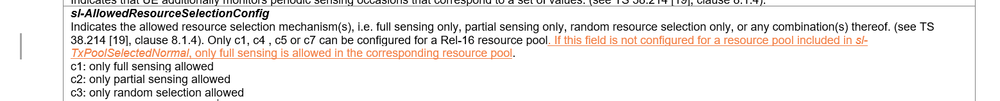 Indicates that UE additionally monitors periodic sensing occasions that correspond to a set of values. (see TS 38.214 [19], clause 8.1.4).
sl-AllowedResourceSelectionConfig
Indicates the allowed resource selection mechanism(s), i.e. full sensing only, partial sensing only, random resource selection only, or any combination(s) thereof. (see TS
38.214 [19], clause 8.1.4). Only c1, c4 , c5 or c7 can be configured for a Rel-16 resource pool. If this field is not configured for a resource pool included in sl-
TxPoolSelectedNormal, only full sensing is allowed in the corresponding resource pool.
c1: only full sensing allowed
c2: only partial sensing allowed
c3: only random selection allowed